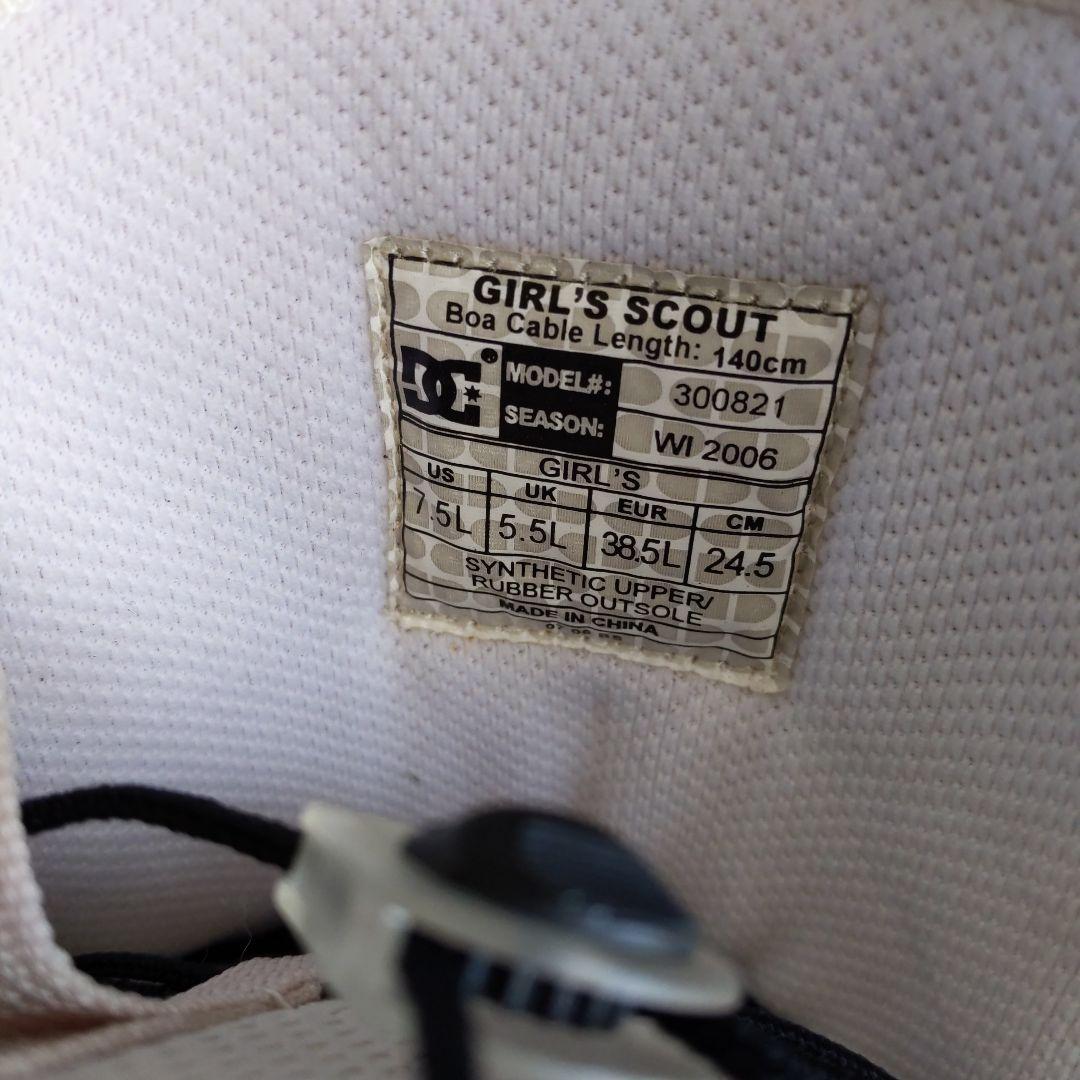 GIRL'S SCOUT
Boa Cable Length: 140cm
DC® MODEL#: 300821
SEASON: WI 2006
GIRL'S
US UK EUR CM
7.5L 5.5L 38.5L 24.5
SYNTHETIC UPPER/
RUBBER OUTSOLE
MADE IN CHINA